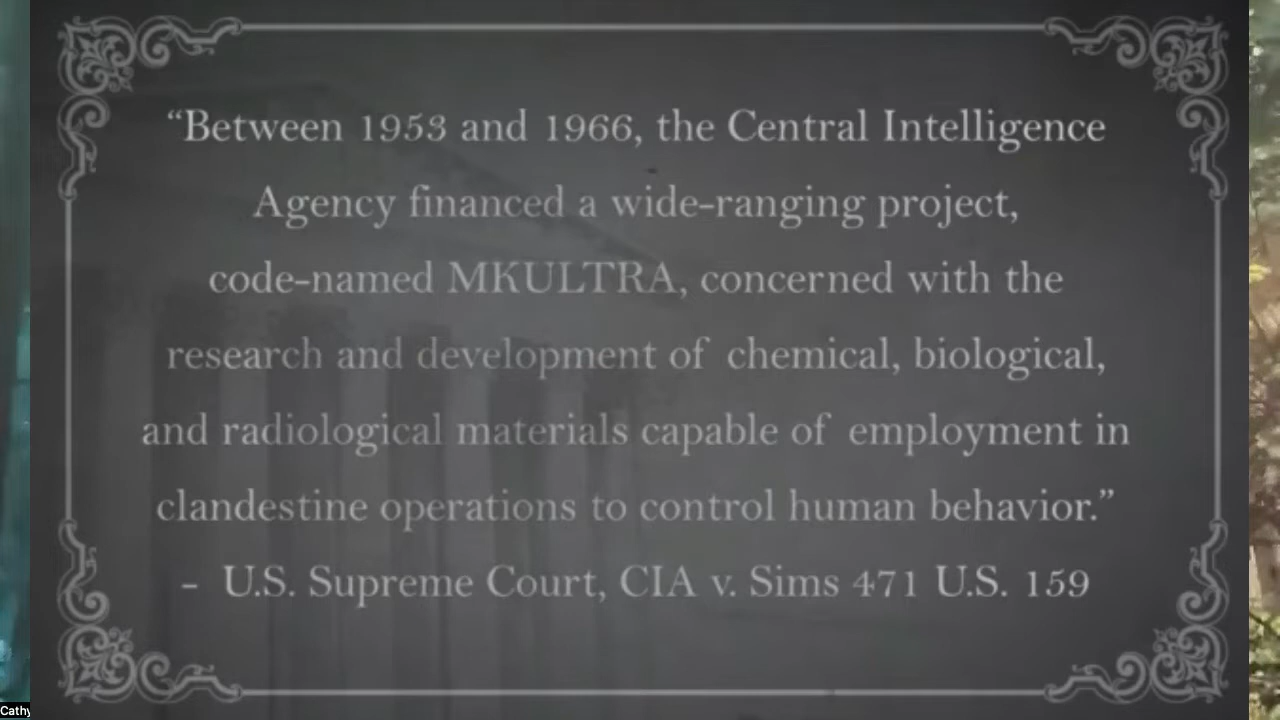 “Between 1953 and 1966, the Central Intelligence
Agency financed a wide-ranging project,
code-named MKULTRA, concerned with the
research and development of chemical, biological,
and radiological materials capable of employment in
clandestine operations to control human behavior.”
- U.S. Supreme Court, CIA v. Sims 471 U.S. 159
Cathy